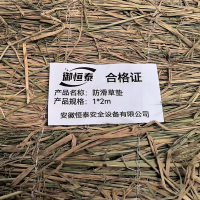 御恒泰 合格证
产品名称：防滑草垫
产品规格：1*2m
安徽恒泰安全设备有限公司